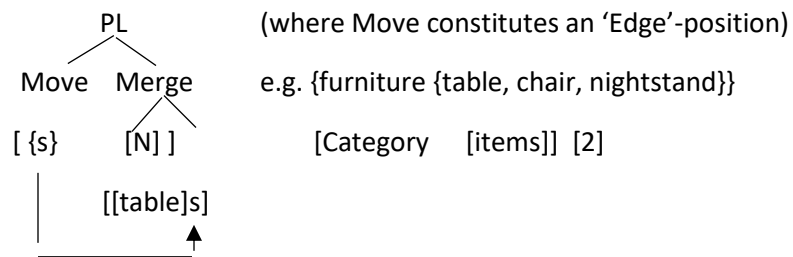 PL (where Move constitutes an ‘Edge’-position)
Move Merge e.g. {furniture {table, chair, nightstand}}
[ {s} [N] ] [Category [items]] [2]
[[table]s]